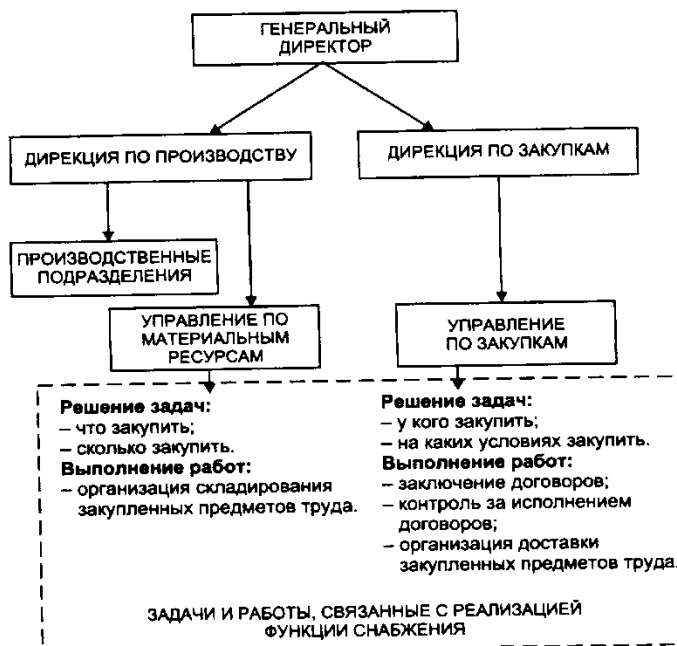 ГЕНЕРАЛЬНЫЙ
ДИРЕКТОР
ДИРЕКЦИЯ ПО ПРОИЗВОДСТВУ
ДИРЕКЦИЯ ПО ЗАКУПКАМ
ПРОИЗВОДСТВЕННЫЕ
ПОДРАЗДЕЛЕНИЯ
УПРАВЛЕНИЕ ПО
МАТЕРИАЛЬНЫМ
РЕСУРСАМ
УПРАВЛЕНИЕ
ПО ЗАКУПКАМ
Решение задач:
– что закупить;
– сколько закупить.
Выполнение работ:
– организация складирования
закупленных предметов труда.
Решение задач:
– у кого закупить;
– на каких условиях закупить.
Выполнение работ:
– заключение договоров;
– контроль за исполнением
договоров;
– организация доставки
закупленных предметов труда.
ЗАДАЧИ И РАБОТЫ, СВЯЗАННЫЕ С РЕАЛИЗАЦИЕЙ
ФУНКЦИИ СНАБЖЕНИЯ